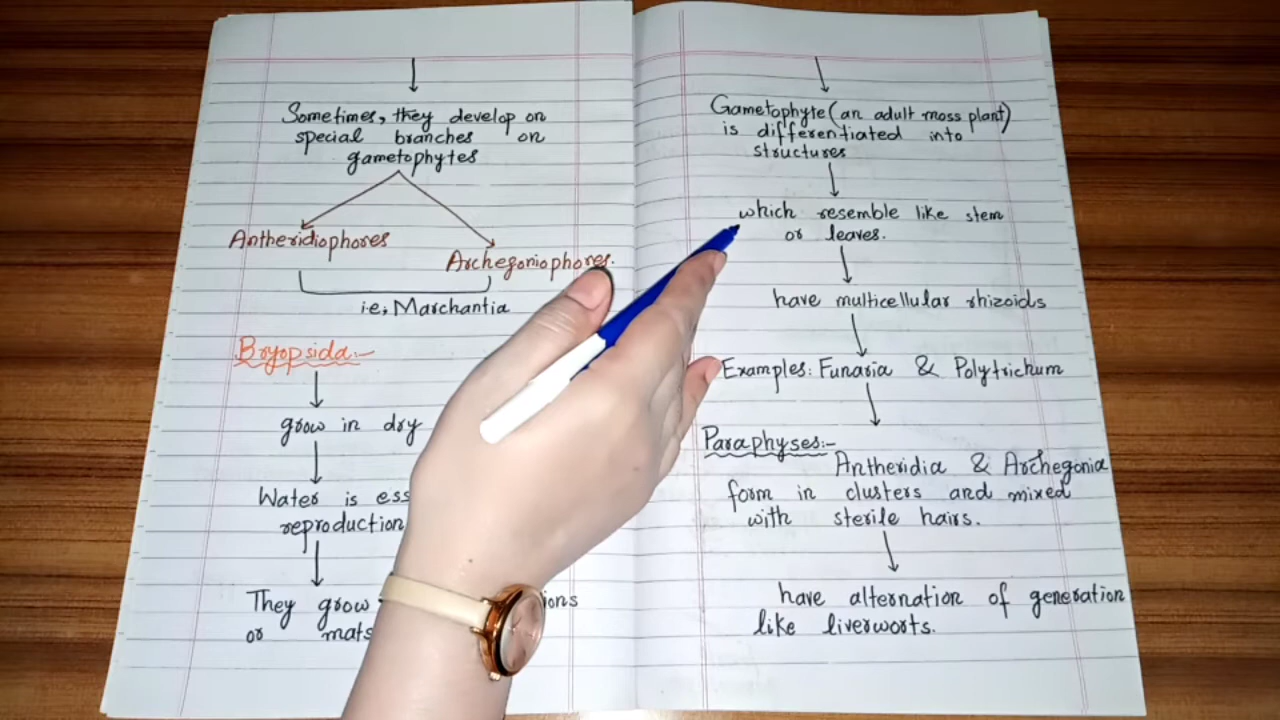 Sometimes, they develop on
special branches on
gametophytes
Antheridiophores
Archegoniophores.
i.e; Marchantia
Bryopsida:-
grow in dry
Water is
reproduction
They grow
or mats
Gametophyte (an adult moss plant)
is differentiated into
structures
which resemble like stem
or leaves.
have multicellular rhizoids
Examples: Funaria & Polytrichum
Paraphyses:-
Antheridia & Archegonia
form in clusters and mixed
with sterile hairs.
have alternation of generation
like liverworts.